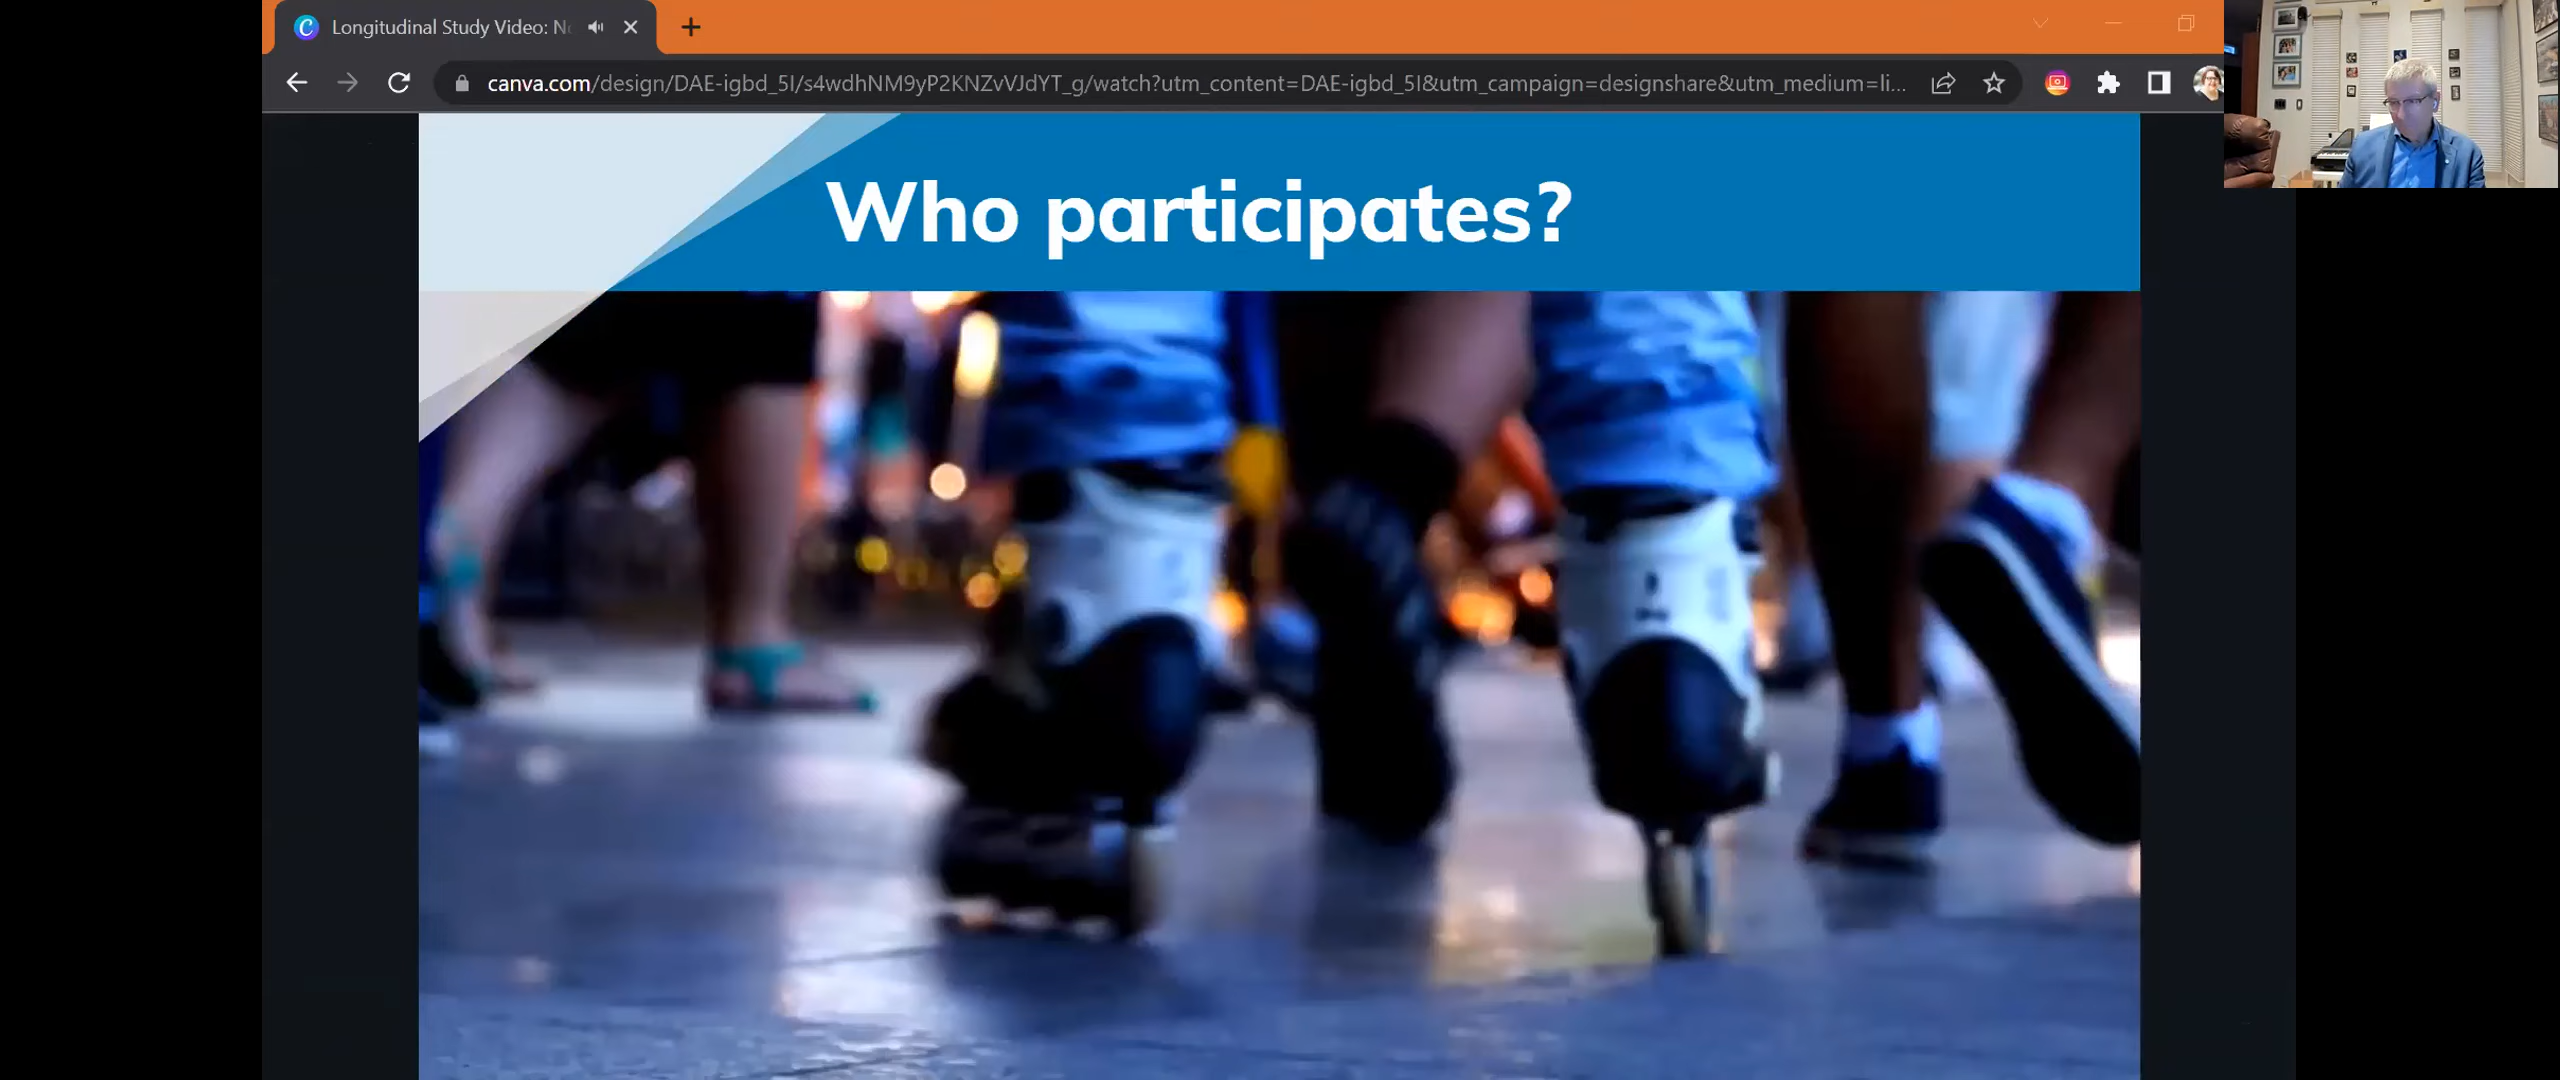 Longitudinal Study Video: N
canva.com/design/DAE-igbd_5I/s4wdhNM9yP2KNZvVJdYT_g/watch?utm_content=DAE-igbd_5I&utm_campaign=designshare&utm_medium=li...
Who participates?